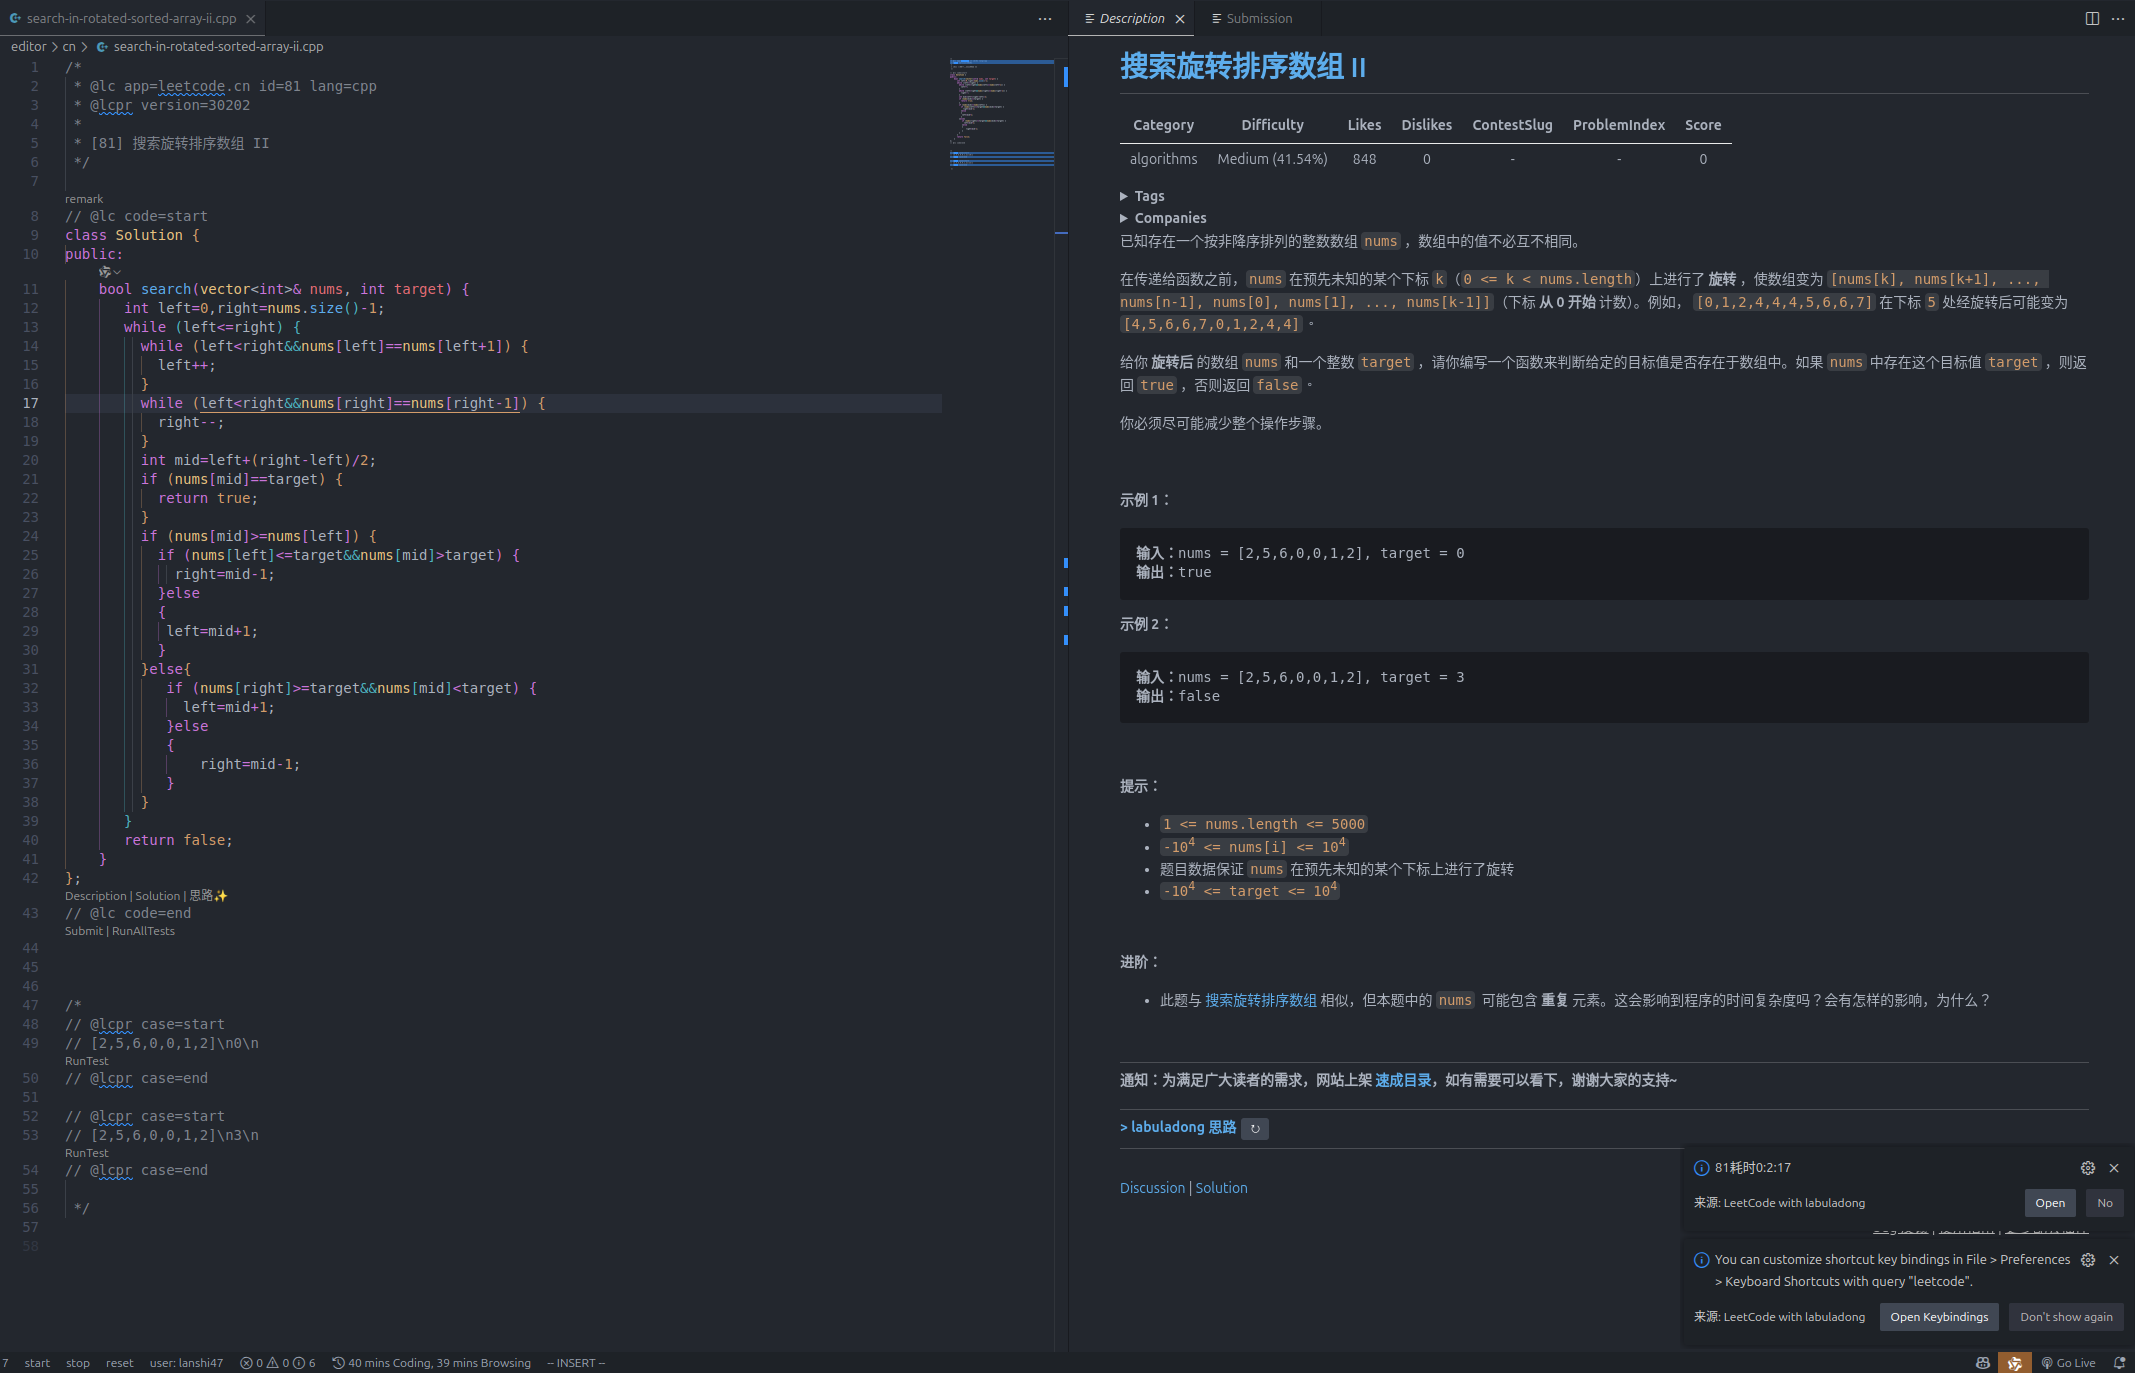 search-in-rotated-sorted-array-ii.cpp
editor > cn > search-in-rotated-sorted-array-ii.cpp
1 /*
2 * @lc app=leetcode.cn id=81 lang=cpp
3 * @lcpr version=30202
4 *
5 * [81] 搜索旋转排序数组 II
6 */
7
remark
8 // @lc code=start
9 class Solution {
10 public:
11 bool search(vector<int>& nums, int target) {
12 int left=0,right=nums.size()-1;
13 while (left<=right) {
14 while (left<right&&nums[left]==nums[left+1]) {
15 left++;
16 }
17 while (left<right&&nums[right]==nums[right-1]) {
18 right--;
19 }
20 int mid=left+(right-left)/2;
21 if (nums[mid]==target) {
22 return true;
23 }
24 if (nums[mid]>=nums[left]) {
25 if (nums[left]<=target&&nums[mid]>target) {
26 right=mid-1;
27 }else
28 {
29 left=mid+1;
30 }
31 }else{
32 if (nums[right]>=target&&nums[mid]<target) {
33 left=mid+1;
34 }else
35 {
36 right=mid-1;
37 }
38 }
39 }
40 return false;
41 }
42 };
Description | Solution | 思路✨
43 // @lc code=end
Submit | RunAllTests
44
45
46
47 /*
48 // @lcpr case=start
49 // [2,5,6,0,0,1,2]\n0\n
RunTest
50 // @lcpr case=end
51
52 // @lcpr case=start
53 // [2,5,6,0,0,1,2]\n3\n
RunTest
54 // @lcpr case=end
55
56 */
57
58
Description
Submission
搜索旋转排序数组 II
Category Difficulty Likes Dislikes ContestSlug ProblemIndex Score
algorithms Medium (41.54%) 848 0 - - 0
▶ Tags
▶ Companies
已知存在一个按非降序排列的整数数组 nums ，数组中的值不必互不相同。
在传递给函数之前，nums 在预先未知的某个下标 k（0 <= k < nums.length）上进行了 旋转 ，使数组变为 [nums[k], nums[k+1], ...,
nums[n-1], nums[0], nums[1], ..., nums[k-1]]（下标 从 0 开始 计数）。例如， [0,1,2,4,4,4,5,6,6,7] 在下标 5 处经旋转后可能变为
[4,5,6,6,7,0,1,2,4,4] 。
给你 旋转后 的数组 nums 和一个整数 target ，请你编写一个函数来判断给定的目标值是否存在于数组中。如果 nums 中存在这个目标值 target ，则返
回 true ，否则返回 false 。
你必须尽可能减少整个操作步骤。
示例 1：
输入：nums = [2,5,6,0,0,1,2], target = 0
输出：true
示例 2：
输入：nums = [2,5,6,0,0,1,2], target = 3
输出：false
提示：
• 1 <= nums.length <= 5000
• -10⁴ <= nums[i] <= 10⁴
• 题目数据保证 nums 在预先未知的某个下标上进行了旋转
• -10⁴ <= target <= 10⁴
进阶：
• 此题与 搜索旋转排序数组 相似，但本题中的 nums 可能包含 重复 元素。这会影响到程序的时间复杂度吗？会有怎样的影响，为什么？
通知：为满足广大读者的需求，网站上架 速成目录，如有需要可以看下，谢谢大家的支持~
> labuladong 思路
Discussion | Solution
81耗时0:2:17
来源: LeetCode with labuladong Open No
You can customize shortcut key bindings in File > Preferences
> Keyboard Shortcuts with query "leetcode".
来源: LeetCode with labuladong Open Keybindings Don't show again
7 start stop reset user: lanshi47 0 0 6 40 mins Coding, 39 mins Browsing -- INSERT -- Go Live